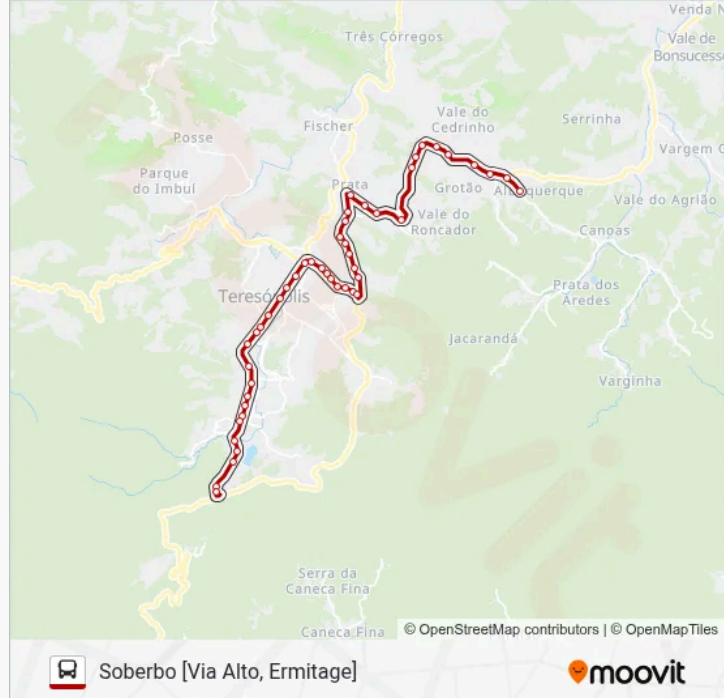 Venda N
Três Córregos
Vale de
Bonsucess
Vale do
Cedrinho
Serrinha
Fischer
Posse
Vargem G
Parque
do Imbuí
Prata
Grotão
Albuquerque
Vale do Agrião
Vale do
Roncador
Canoas
Teresópolis
Prata dos
Aredes
Jacarandá
Varginha
Serra da
Caneca Fina
Caneca Fina
© OpenStreetMap contributors | © OpenMapTiles
Soberbo [Via Alto, Ermitage]
moovit